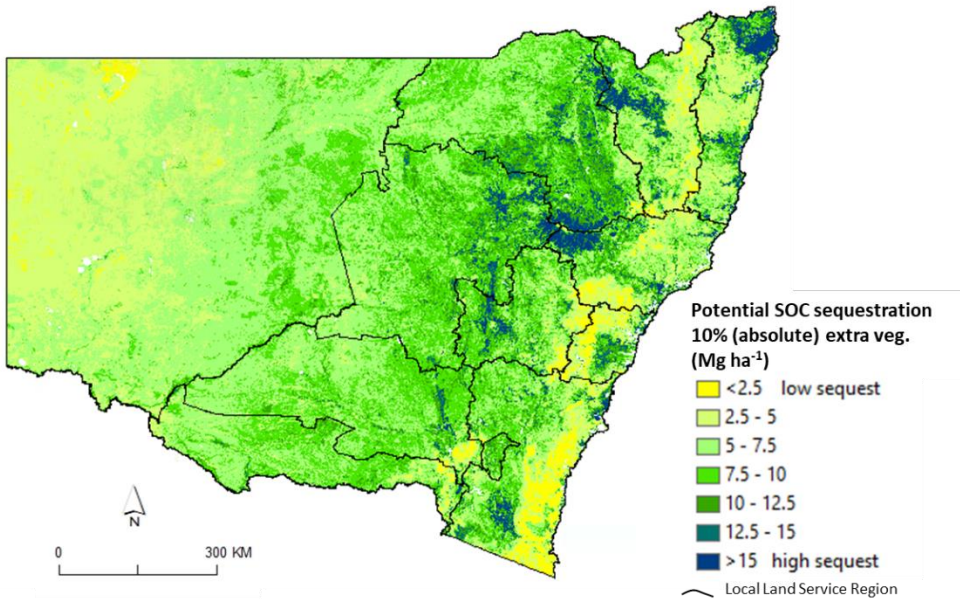 N
0 300 KM
Potential SOC sequestration
10% (absolute) extra veg.
(Mg ha⁻¹)
<2.5 low sequest
2.5 - 5
5 - 7.5
7.5 - 10
10 - 12.5
12.5 - 15
>15 high sequest
Local Land Service Region